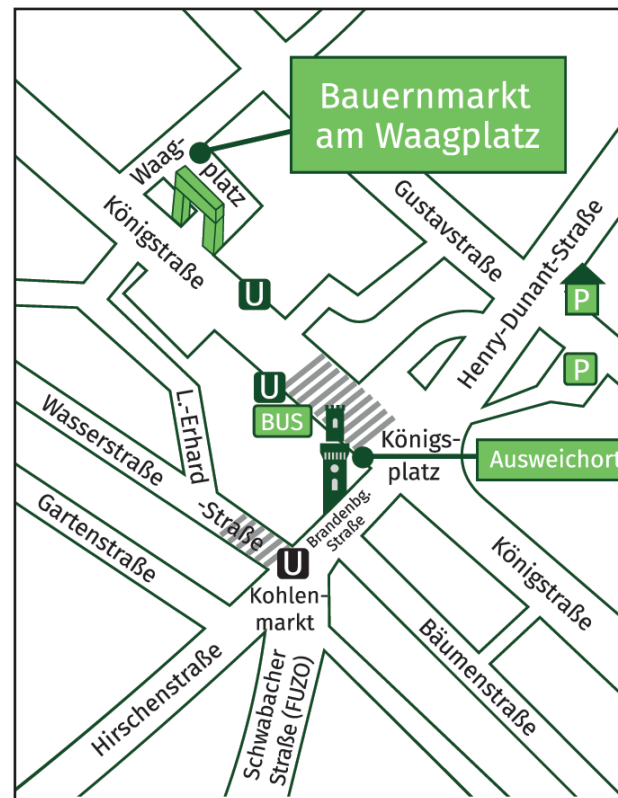 Bauernmarkt
am Waagplatz
Waag-
platz
Königstraße
Gustavstraße
Henry-Dunant-Straße
U
P
P
U
BUS
L.-Erhard
-Straße
Wasserstraße
Königs-
platz
Ausweichort
Gartenstraße
Brandenbg.
Straße
U
Kohlen-
markt
Königstraße
Bäumenstraße
Hirschenstraße
Schwabacher
Straße (FUZO)